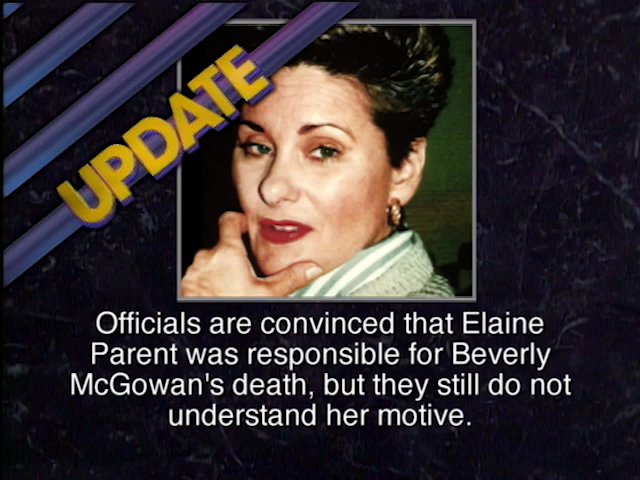 UPDATE
Officials are convinced that Elaine
Parent was responsible for Beverly
McGowan's death, but they still do not
understand her motive.